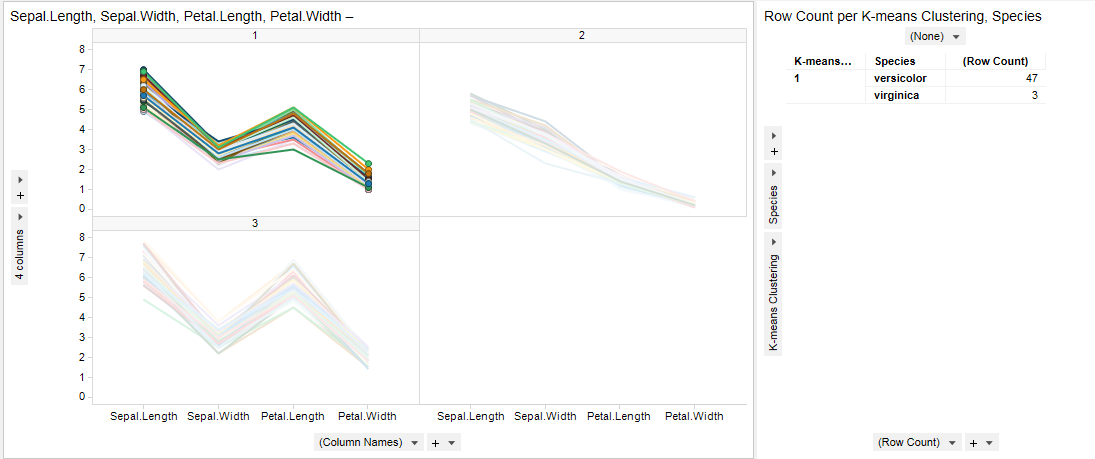 Sepal.Length, Sepal.Width, Petal.Length, Petal.Width –
1
2
8
7
6
5
4
3
2
1
0
3
8
7
6
5
4
3
2
1
0
+
4 columns
Sepal.Length Sepal.Width Petal.Length Petal.Width
Sepal.Length Sepal.Width Petal.Length Petal.Width
(Column Names) +
Row Count per K-means Clustering, Species
(None)
K-means... Species (Row Count)
1 versicolor 47
virginica 3
+
Species
K-means Clustering
(Row Count) +